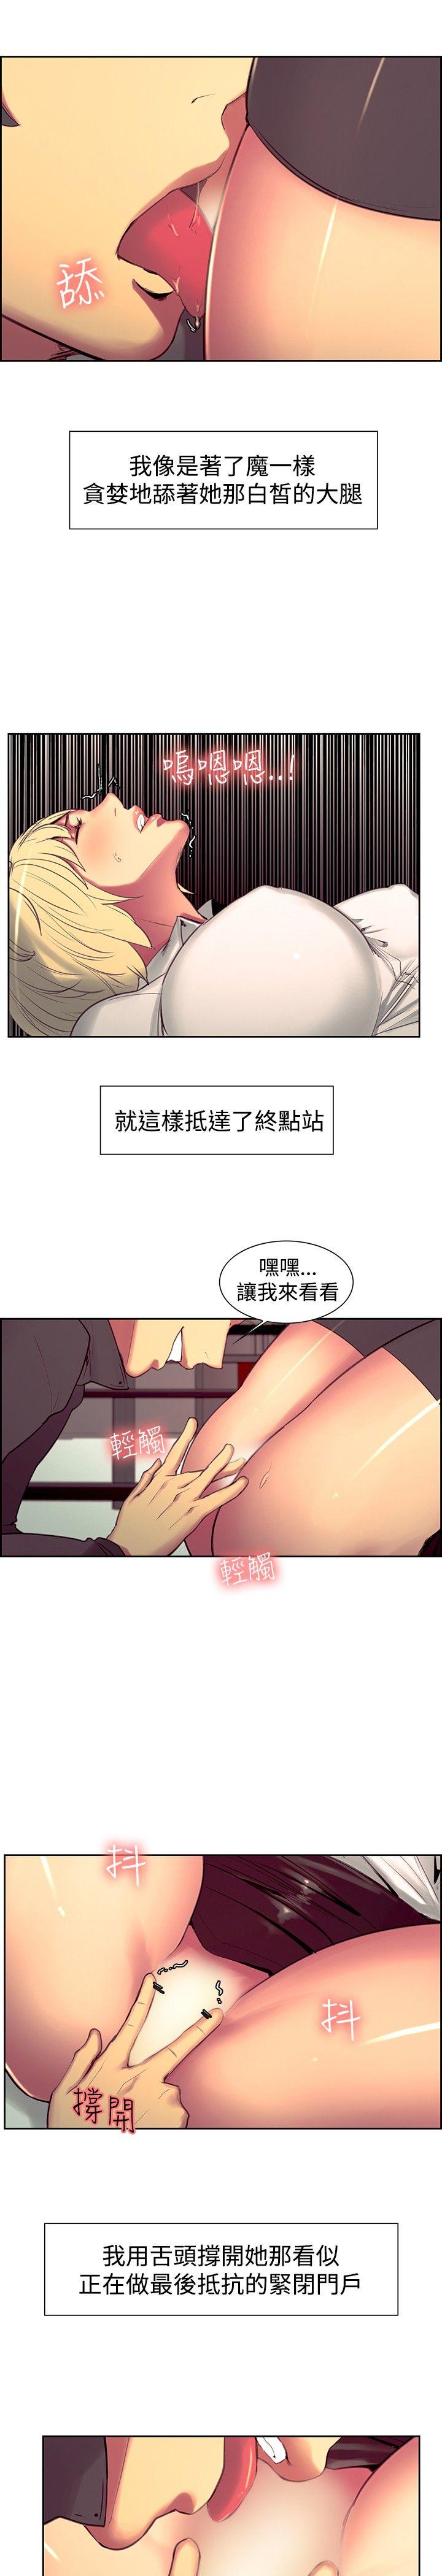 舔
我像是著了魔一樣
貪婪地舔著她那白皙的大腿
嗚嗯嗯..!
就這樣抵達了終點站
嘿嘿...
讓我來看看
輕觸
輕觸
抖
抖
撐開
我用舌頭撐開她那看似
正在做最後抵抗的緊閉門戶